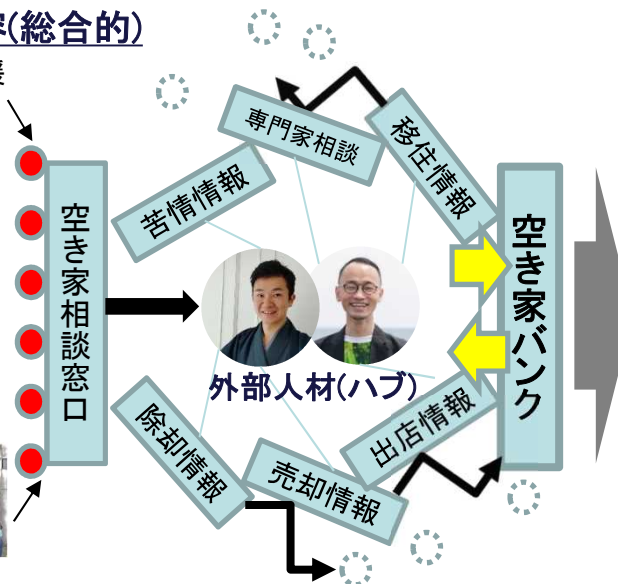 (総合的)
専門家相談
移住情報
苦情情報
空き家相談窓口
空き家バンク
外部人材(ハブ)
除却情報
売却情報
出店情報